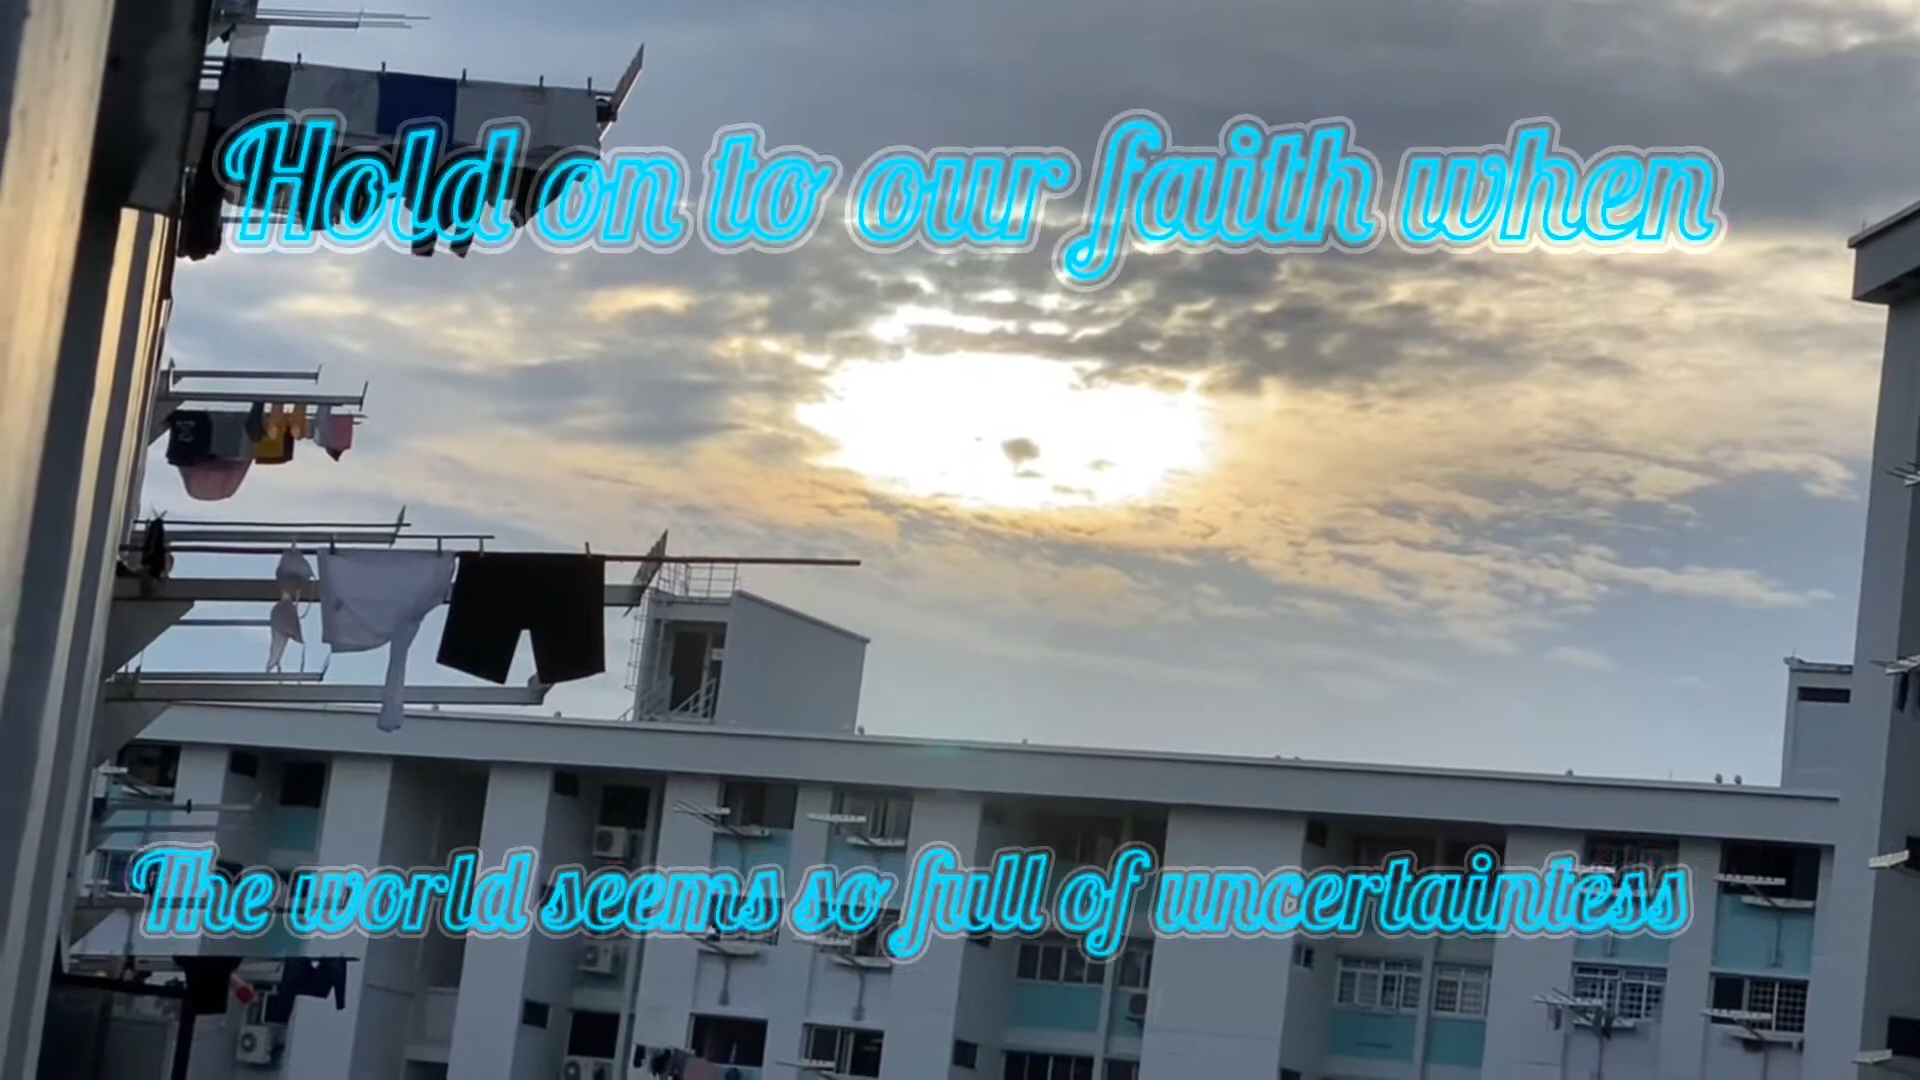 Hold on to our faith when
The world seems so full of uncertaintess